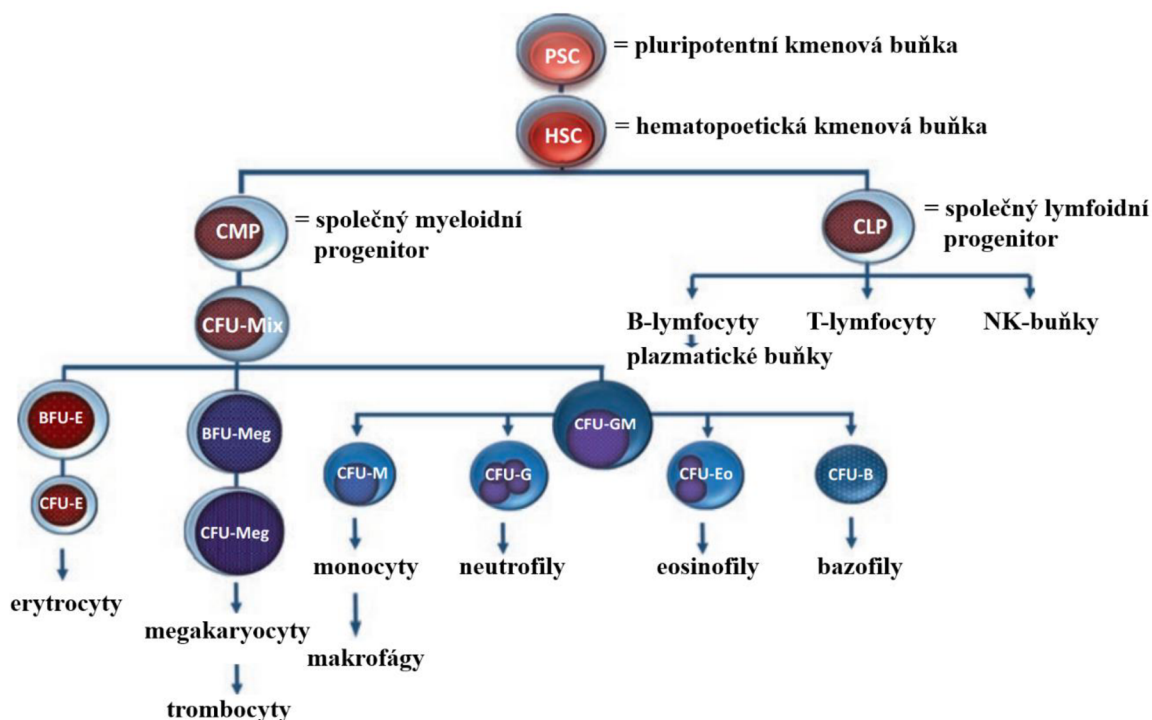 PSC
= pluripotentní kmenová buňka
HSC
= hematopoetická kmenová buňka
CMP
= společný myeloidní
progenitor
CLP
= společný lymfoidní
progenitor
CFU-Mix
B-lymfocyty
T-lymfocyty
NK-buňky
plazmatické buňky
BFU-E
BFU-Meg
CFU-GM
CFU-M
CFU-G
CFU-Eo
CFU-B
CFU-E
CFU-Meg
monocyty
neutrofily
eosinofily
bazofily
erytrocyty
megakaryocyty
makrofágy
trombocyty